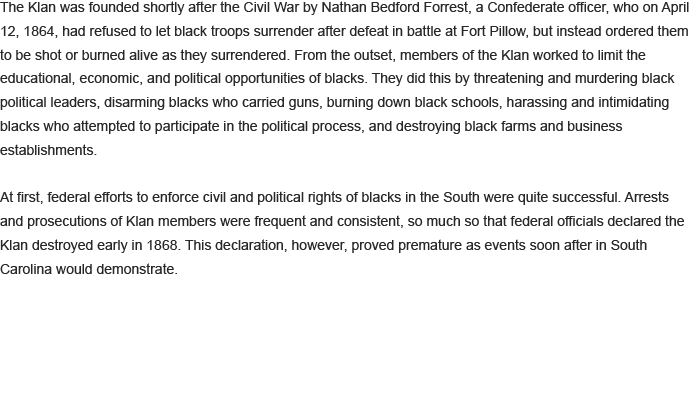 The Klan was founded shortly after the Civil War by Nathan Bedford Forrest, a Confederate officer, who on April
12, 1864, had refused to let black troops surrender after defeat in battle at Fort Pillow, but instead ordered them
to be shot or burned alive as they surrendered. From the outset, members of the Klan worked to limit the
educational, economic, and political opportunities of blacks. They did this by threatening and murdering black
political leaders, disarming blacks who carried guns, burning down black schools, harassing and intimidating
blacks who attempted to participate in the political process, and destroying black farms and business
establishments.

At first, federal efforts to enforce civil and political rights of blacks in the South were quite successful. Arrests
and prosecutions of Klan members were frequent and consistent, so much so that federal officials declared the
Klan destroyed early in 1868. This declaration, however, proved premature as events soon after in South
Carolina would demonstrate.